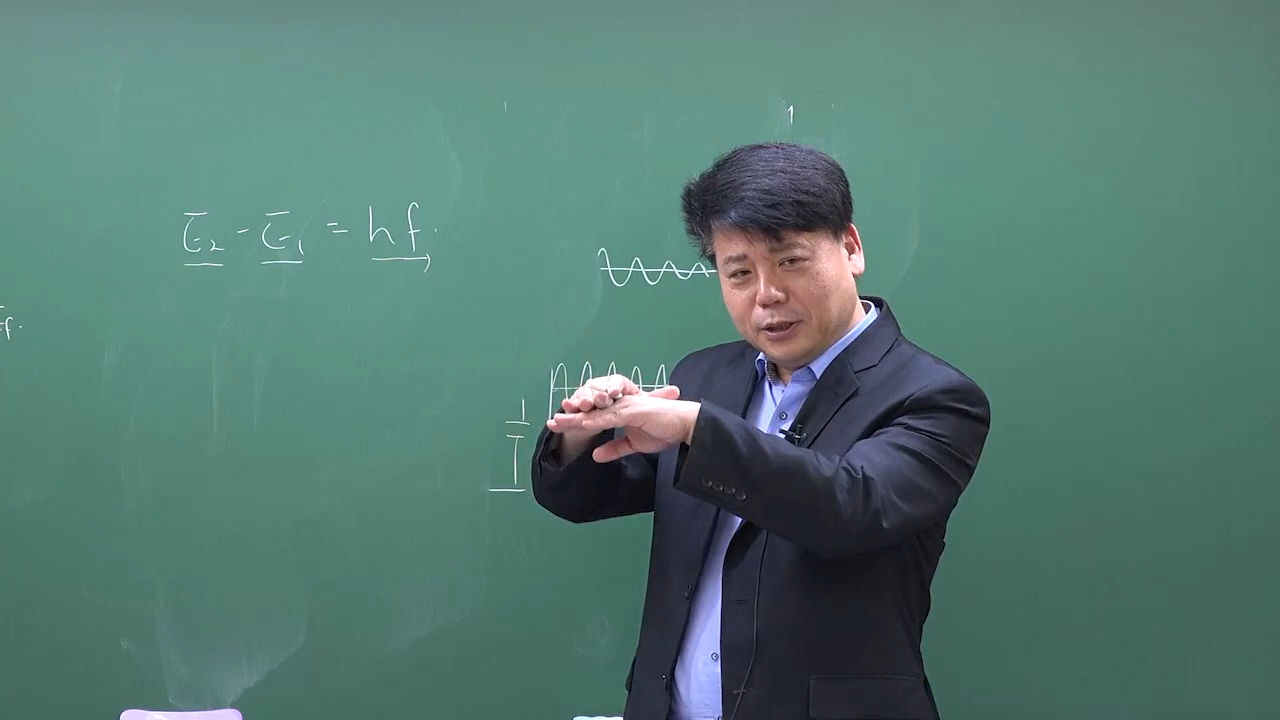 E₂ - E₁ = hf.